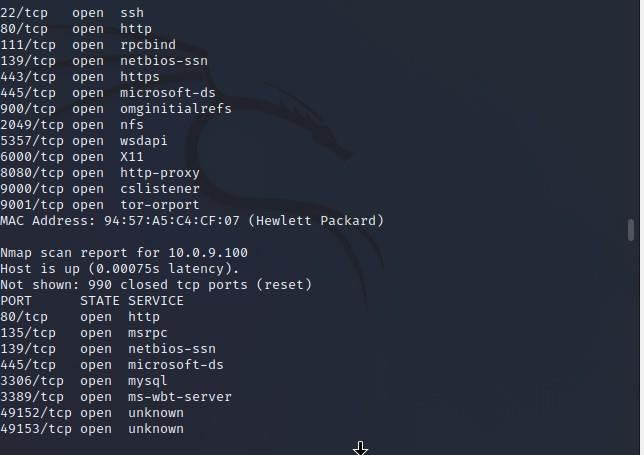 22/tcp   open  ssh
80/tcp   open  http
111/tcp  open  rpcbind
139/tcp  open  netbios-ssn
443/tcp  open  https
445/tcp  open  microsoft-ds
900/tcp  open  omginitialrefs
2049/tcp open  nfs
5357/tcp open  wsdapi
6000/tcp open  X11
8080/tcp open  http-proxy
9000/tcp open  cslistener
9001/tcp open  tor-orport
MAC Address: 94:57:A5:C4:CF:07 (Hewlett Packard)
Nmap scan report for 10.0.9.100
Host is up (0.00075s latency).
Not shown: 990 closed tcp ports (reset)
PORT      STATE SERVICE
80/tcp    open  http
135/tcp   open  msrpc
139/tcp   open  netbios-ssn
445/tcp   open  microsoft-ds
3306/tcp  open  mysql
3389/tcp  open  ms-wbt-server
49152/tcp open  unknown
49153/tcp open  unknown